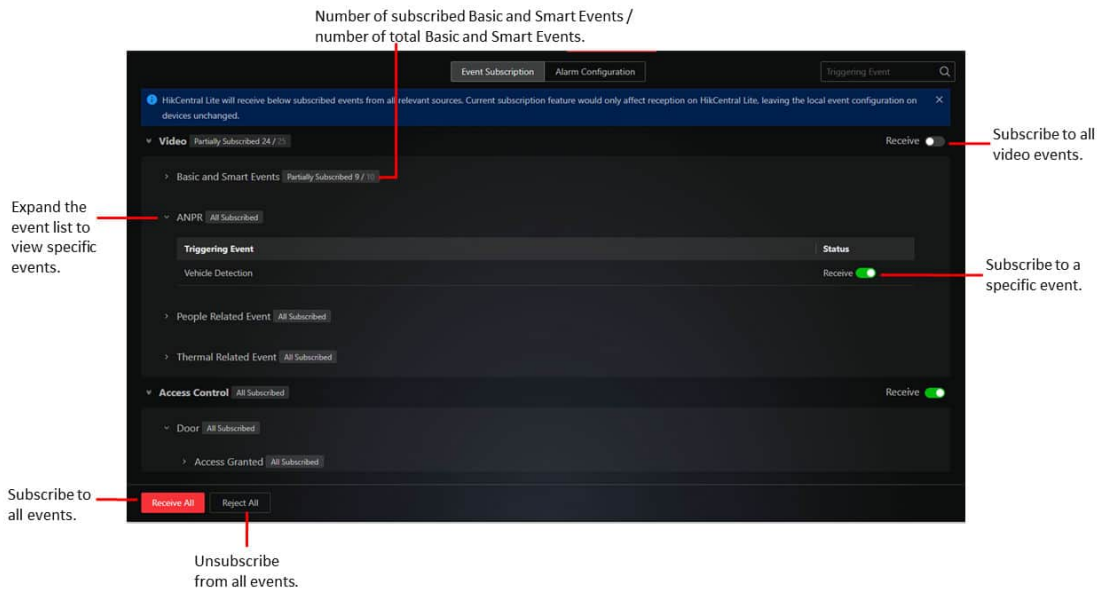 Number of subscribed Basic and Smart Events /
number of total Basic and Smart Events.
Event Subscription
Alarm Configuration
Triggering Event
HikCentral Lite will receive below subscribed events from all relevant sources. Current subscription feature would only affect reception on HikCentral Lite, leaving the local event configuration on
devices unchanged.
Video Partially Subscribed 24 / 25
Receive
Subscribe to all
video events.
Basic and Smart Events Partially Subscribed 9 / 10
Expand the
event list to
view specific
events.
ANPR All Subscribed
Triggering Event
Status
Vehicle Detection
Receive
Subscribe to a
specific event.
People Related Event All Subscribed
Thermal Related Event All Subscribed
Access Control All Subscribed
Receive
Door All Subscribed
Access Granted All Subscribed
Subscribe to
all events.
Receive All
Reject All
Unsubscribe
from all events.